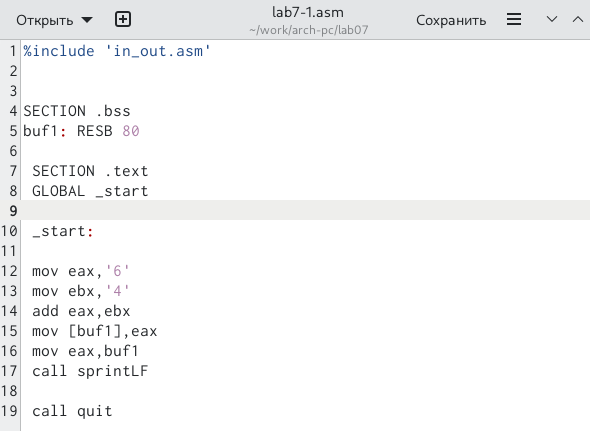 Открыть
lab7-1.asm
~/work/arch-pc/lab07
Сохранить
1 %include 'in_out.asm'
2
3
4 SECTION .bss
5 buf1: RESB 80
6
7 SECTION .text
8 GLOBAL _start
9
10 _start:
11
12 mov eax,'6'
13 mov ebx,'4'
14 add eax,ebx
15 mov [buf1],eax
16 mov eax,buf1
17 call sprintLF
18
19 call quit